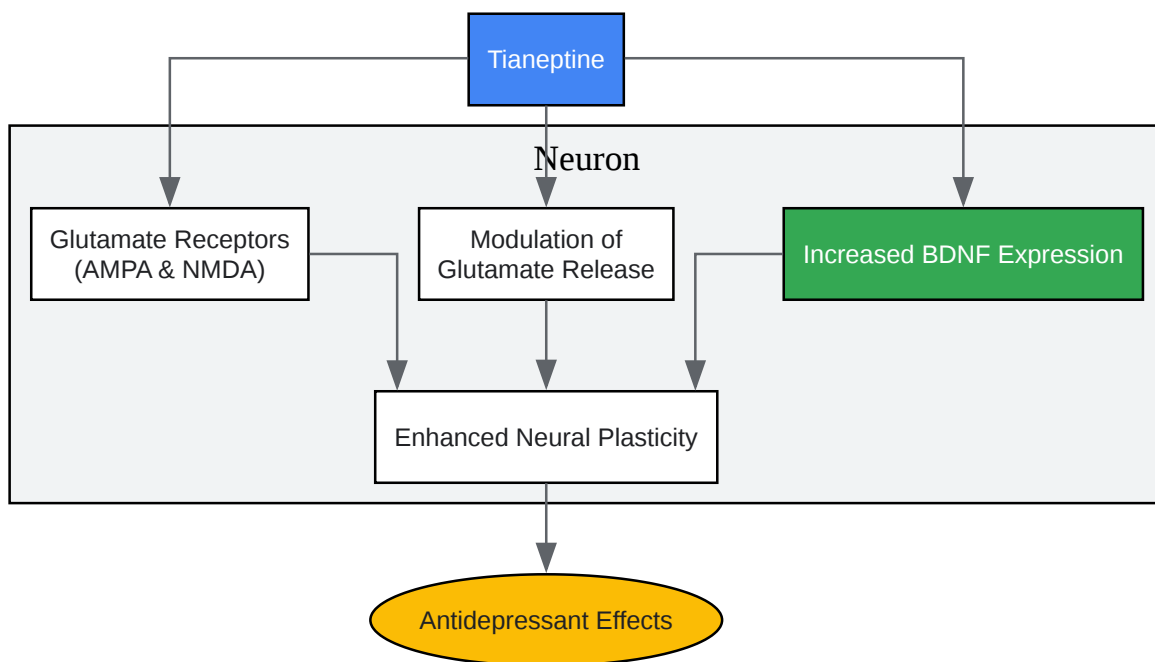 Tianeptine
Neuron
Glutamate Receptors
(AMPA & NMDA)
Modulation of
Glutamate Release
Increased BDNF Expression
Enhanced Neural Plasticity
Antidepressant Effects